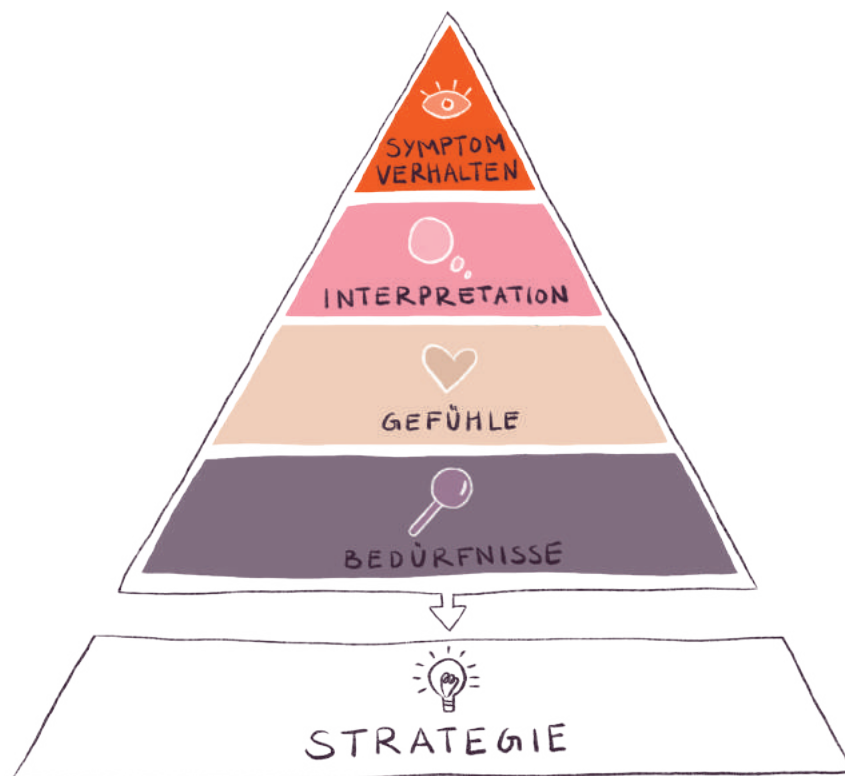 SYMPTOM
VERHALTEN
INTERPRETATION
GEFÜHLE
BEDÜRFNISSE
STRATEGIE